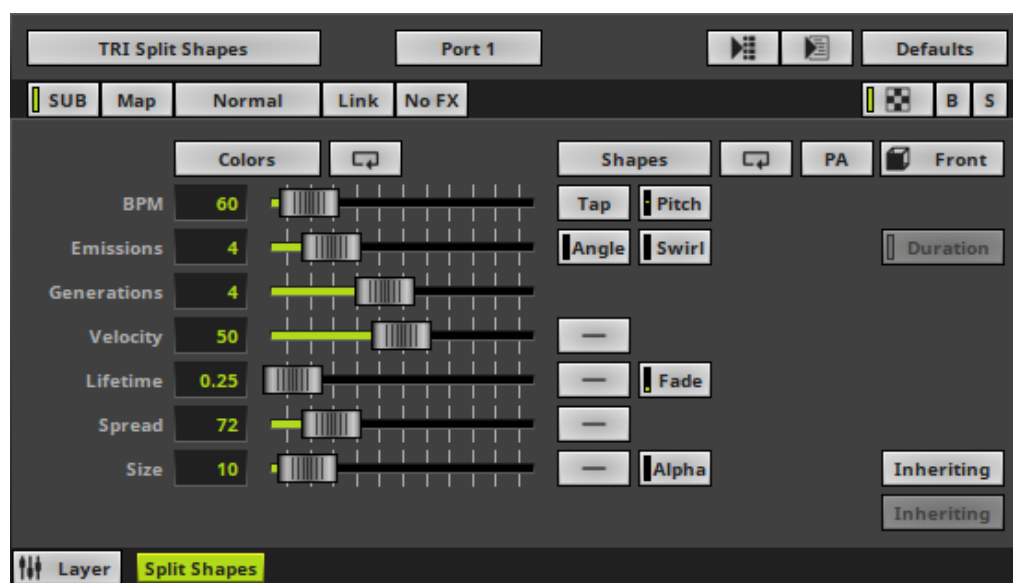 TRI Split Shapes Port 1 Defaults
SUB Map Normal Link No FX B S
Colors Shapes PA Front
BPM 60 Tap Pitch
Emissions 4 Angle Swirl Duration
Generations 4
Velocity 50
Lifetime 0.25 Fade
Spread 72
Size 10 Alpha Inheriting
Inheriting
Layer Split Shapes